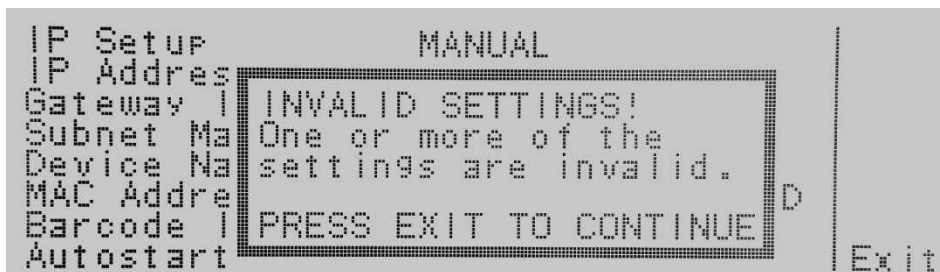 IP Setup MANUAL
IP Addres
Gateway I
Subnet Ma
Device Na
MAC Addre D
Barcode I
Autostart
INVALID SETTINGS!
One or more of the
settings are invalid.
PRESS EXIT TO CONTINUE
Exit